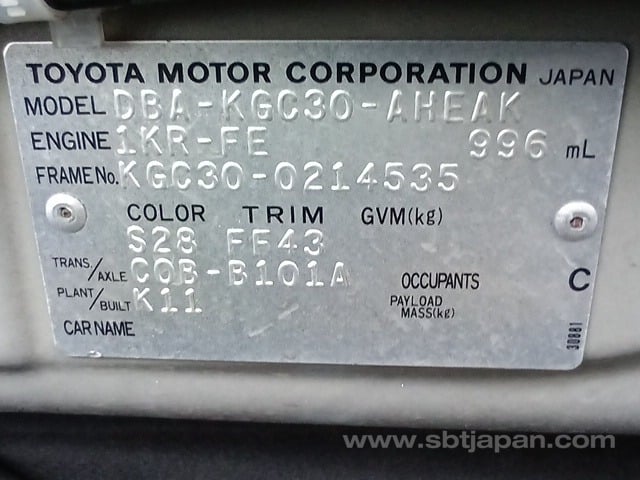 TOYOTA MOTOR CORPORATION JAPAN
MODEL DBA-KGC30-AHEAK
ENGINE 1KR-FE 996 mL
FRAME No. KGC30-0214535
COLOR TRIM GVM(kg)
S28 FF43
TRANS./AXLE C0B-B101A OCCUPANTS C
PLANT/BUILT K11 PAYLOAD MASS(kg)
CAR NAME
30881
www.sbtjapan.com